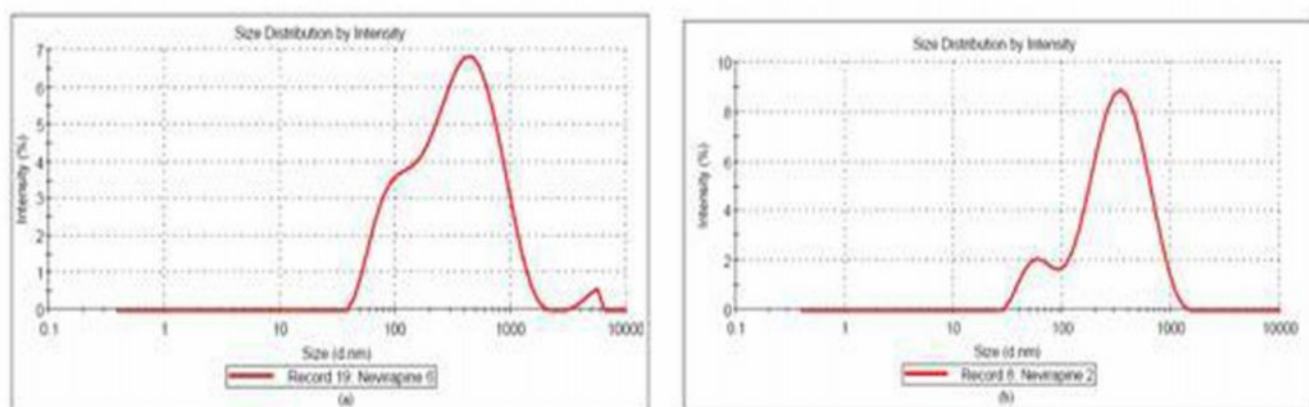 Size Distribution by Intensity
7
6
5
4
3
2
1
0
Intensity (%)
0.1 1 10 100 1000 10000
Size (d.nm)
Record 19: Nevirapine 6
(a)
Size Distribution by Intensity
10
8
6
4
2
0
Intensity (%)
0.1 1 10 100 1000 10000
Size (d.nm)
Record 8: Nevirapine 2
(b)